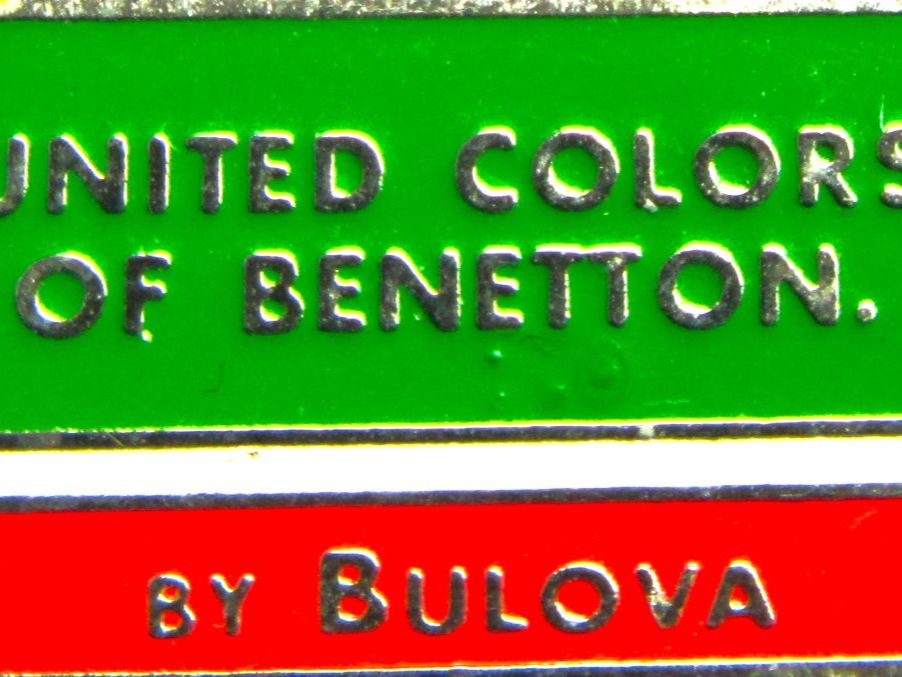 UNITED COLORS
OF BENETTON.
BY BULOVA